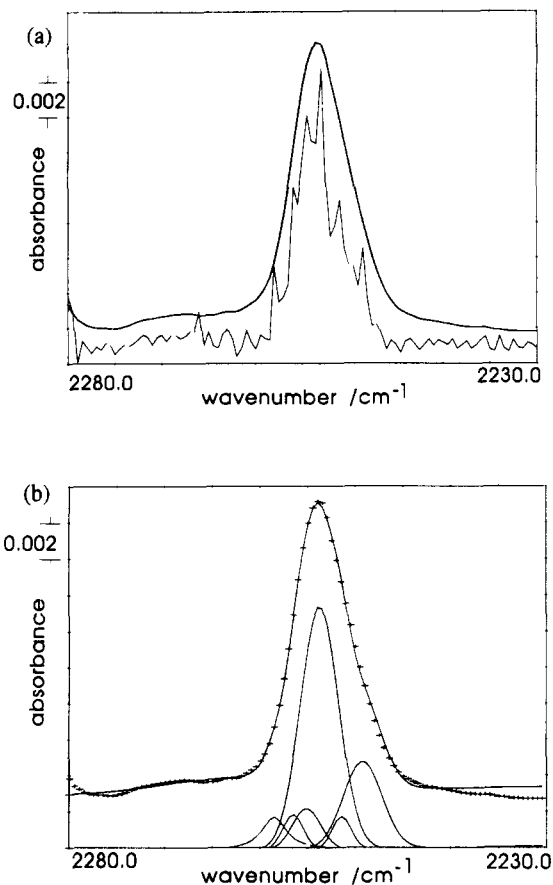 (a)
0.002
absorbance
2280.0
2230.0
wavenumber /cm⁻¹
(b)
0.002
absorbance
2280.0
2230.0
wavenumber /cm⁻¹